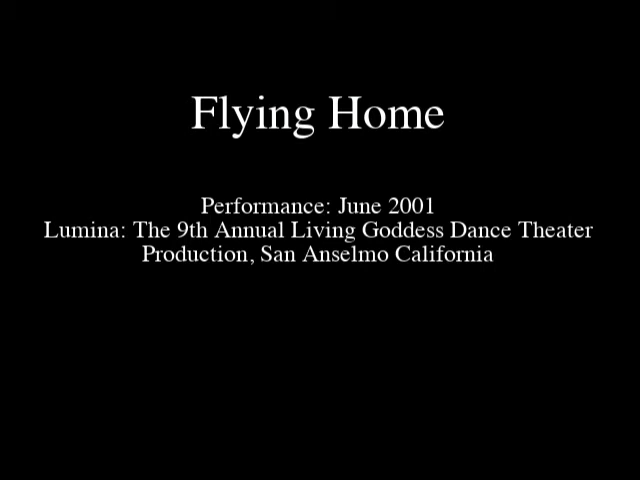 Flying Home
Performance: June 2001
Lumina: The 9th Annual Living Goddess Dance Theater
Production, San Anselmo California